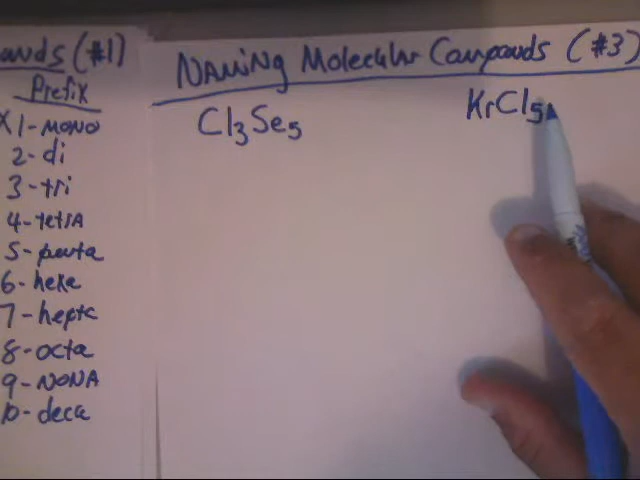 ounds (#1)
Prefix
X 1-MONO
2-di
3-tri
4-tetra
5-penta
6-hexa
7-hepta
8-octa
9-NONA
10-deca
NAMiNg Molecular Compounds (#3)
Cl3Se5
KrCl5